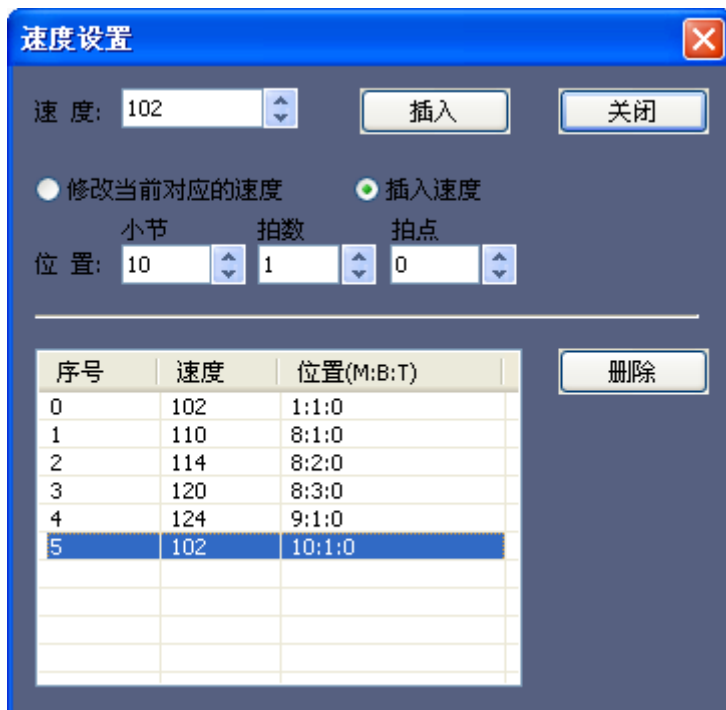 速度设置
速 度: 102 插入 关闭
修改当前对应的速度 插入速度
小节 拍数 拍点
位 置: 10 1 0
序号 速度 位置(M:B:T) 删除
0 102 1:1:0
1 110 8:1:0
2 114 8:2:0
3 120 8:3:0
4 124 9:1:0
5 102 10:1:0